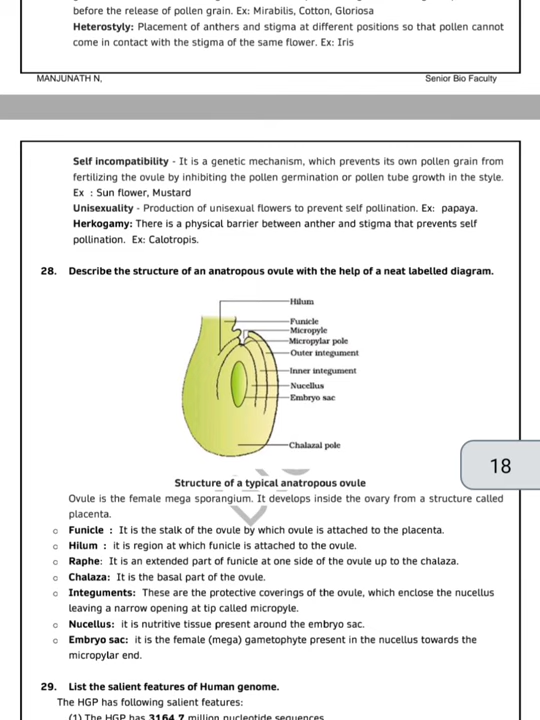 before the release of pollen grain. Ex: Mirabilis, Cotton, Gloriosa
Heterostyly: Placement of anthers and stigma at different positions so that pollen cannot
come in contact with the stigma of the same flower. Ex: Iris
MANJUNATH N, Senior Bio Faculty
Self incompatibility - It is a genetic mechanism, which prevents its own pollen grain from
fertilizing the ovule by inhibiting the pollen germination or pollen tube growth in the style.
Ex : Sun flower, Mustard
Unisexuality - Production of unisexual flowers to prevent self pollination. Ex: papaya.
Herkogamy: There is a physical barrier between anther and stigma that prevents self
pollination. Ex: Calotropis.
28. Describe the structure of an anatropous ovule with the help of a neat labelled diagram.
Hilum
Funicle
Micropyle
Micropylar pole
Outer integument
Inner integument
Nucellus
Embryo sac
Chalazal pole
18
Structure of a typical anatropous ovule
Ovule is the female mega sporangium. It develops inside the ovary from a structure called
placenta.
o Funicle : It is the stalk of the ovule by which ovule is attached to the placenta.
o Hilum : it is region at which funicle is attached to the ovule.
o Raphe: It is an extended part of funicle at one side of the ovule up to the chalaza.
o Chalaza: It is the basal part of the ovule.
o Integuments: These are the protective coverings of the ovule, which enclose the nucellus
leaving a narrow opening at tip called micropyle.
o Nucellus: it is nutritive tissue present around the embryo sac.
o Embryo sac: it is the female (mega) gametophyte present in the nucellus towards the
micropylar end.
29. List the salient features of Human genome.
The HGP has following salient features:
(1) The HGP has 3164.7 million nucleotide sequences